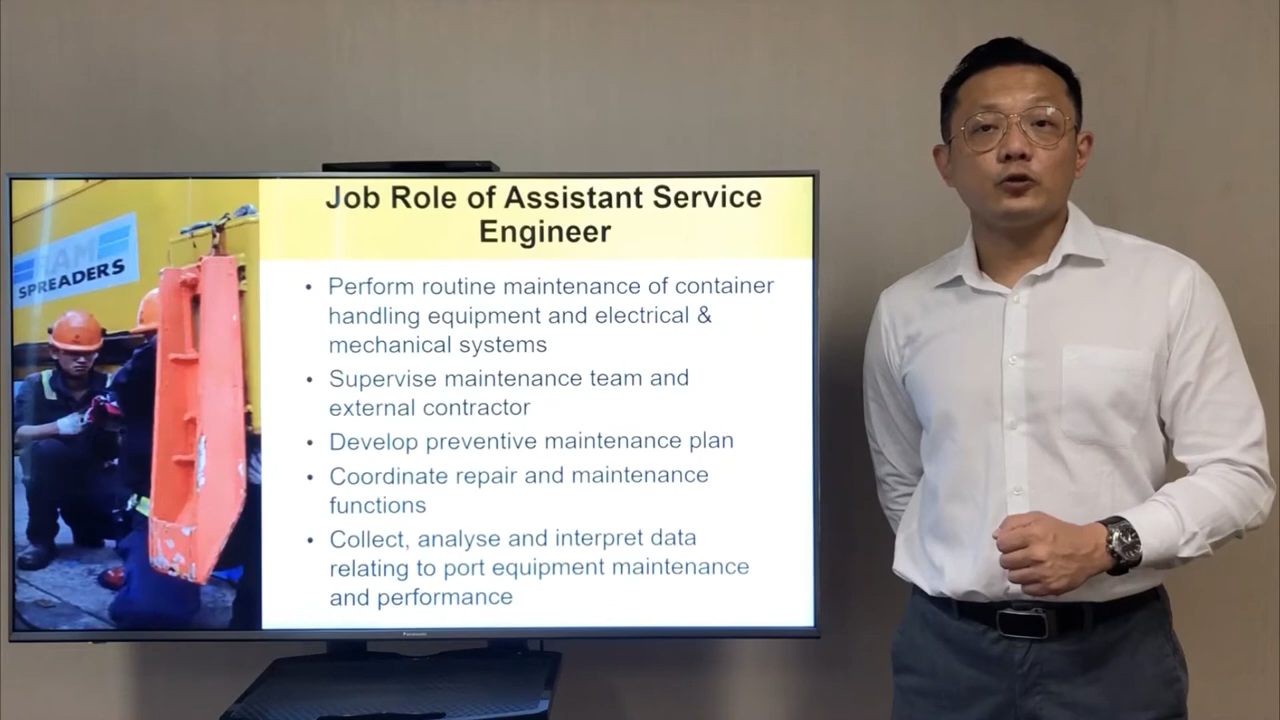 Job Role of Assistant Service
Engineer
RAM
SPREADERS
• Perform routine maintenance of container
handling equipment and electrical &
mechanical systems
• Supervise maintenance team and
external contractor
• Develop preventive maintenance plan
• Coordinate repair and maintenance
functions
• Collect, analyse and interpret data
relating to port equipment maintenance
and performance
Panasonic